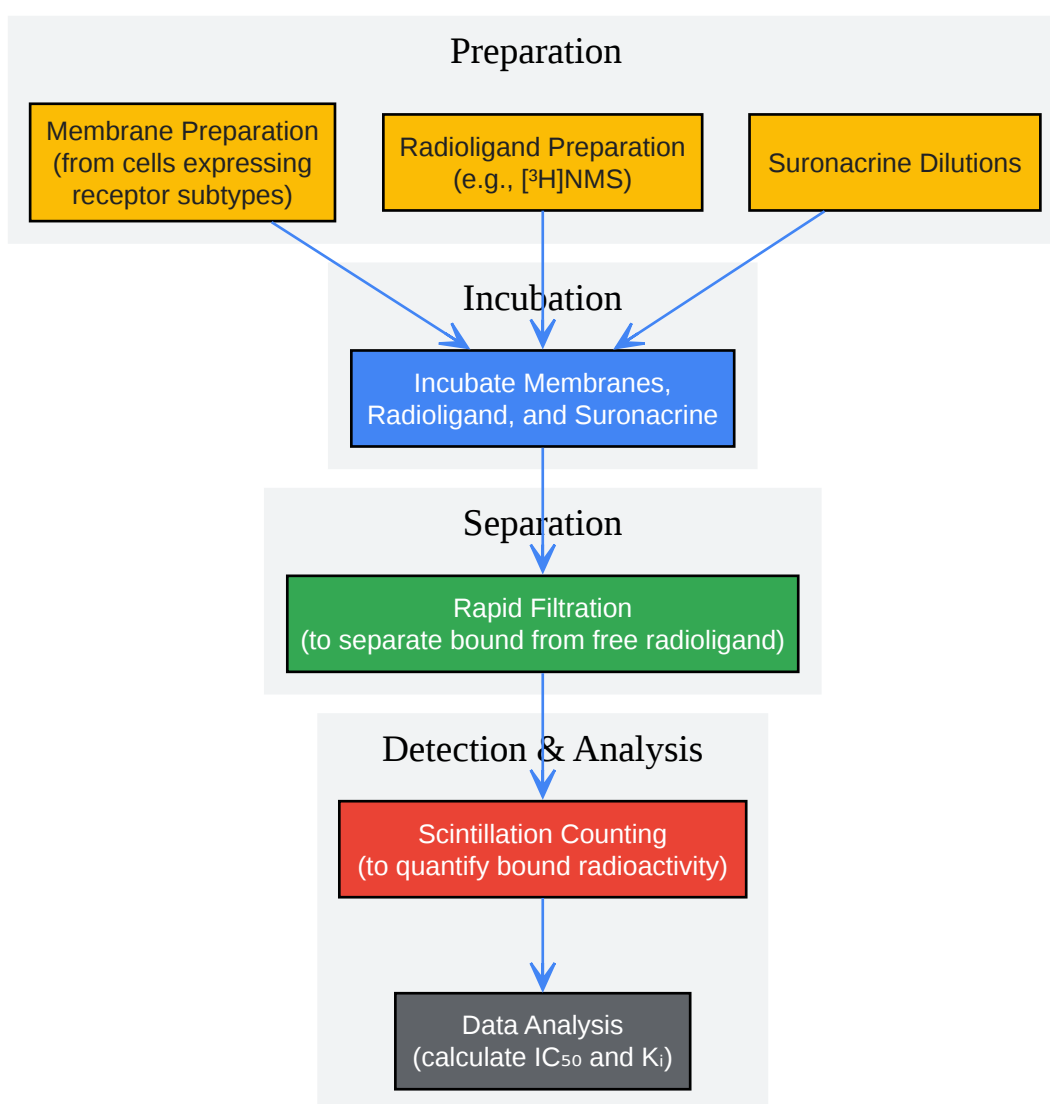 Preparation
Membrane Preparation
(from cells expressing
receptor subtypes)
Radioligand Preparation
(e.g., [³H]NMS)
Suronacrine Dilutions
Incubation
Incubate Membranes,
Radioligand, and Suronacrine
Separation
Rapid Filtration
(to separate bound from free radioligand)
Detection & Analysis
Scintillation Counting
(to quantify bound radioactivity)
Data Analysis
(calculate IC₅₀ and Kᵢ)